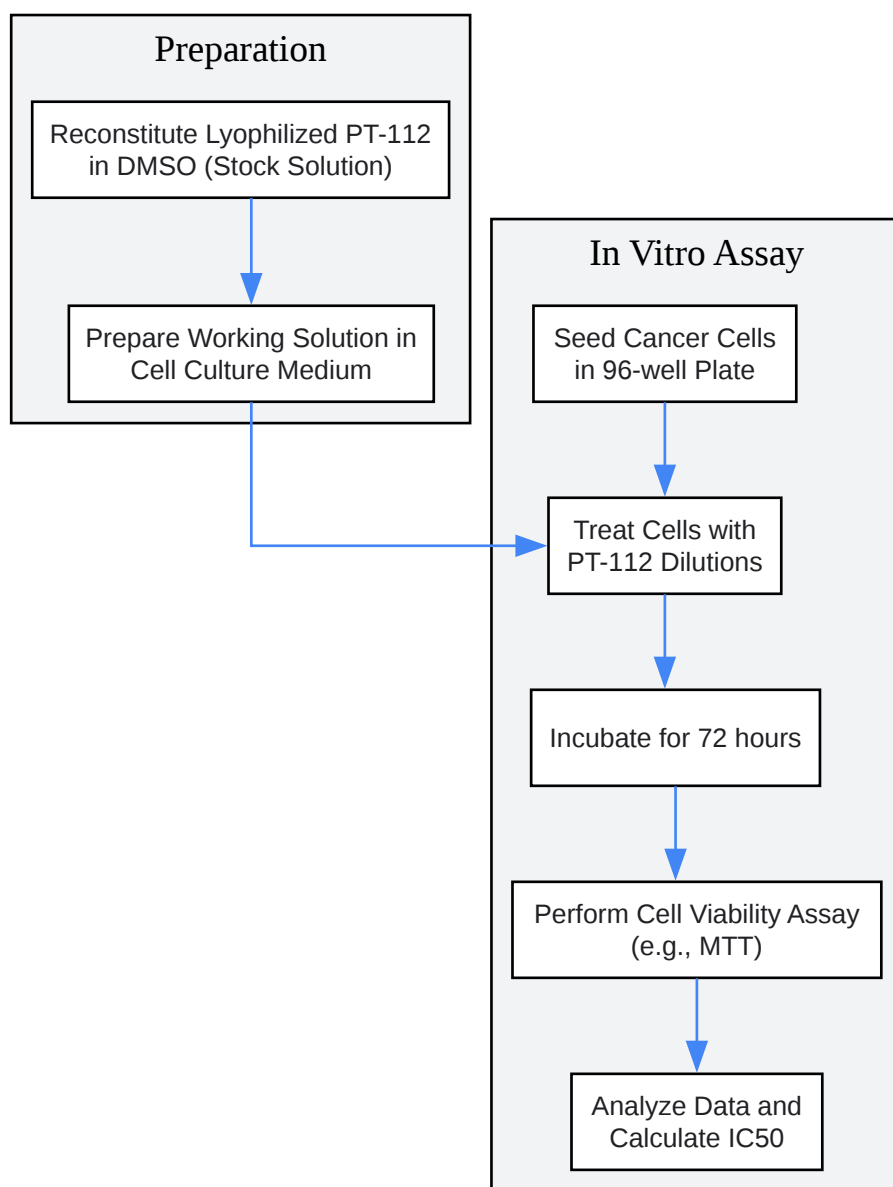 Preparation
Reconstitute Lyophilized PT-112
in DMSO (Stock Solution)
Prepare Working Solution in
Cell Culture Medium
In Vitro Assay
Seed Cancer Cells
in 96-well Plate
Treat Cells with
PT-112 Dilutions
Incubate for 72 hours
Perform Cell Viability Assay
(e.g., MTT)
Analyze Data and
Calculate IC50